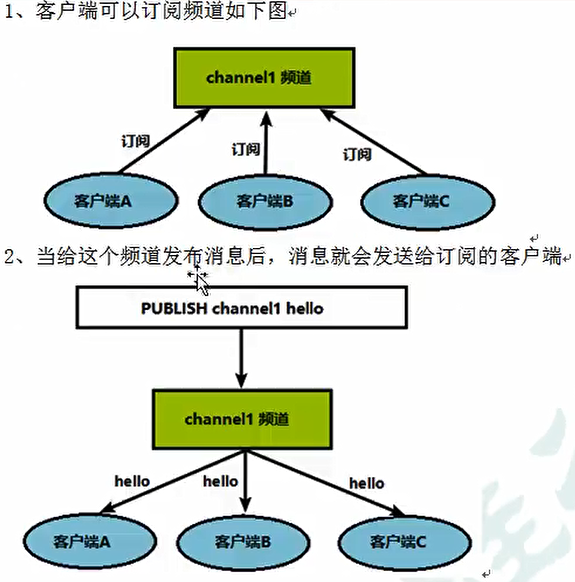 1、客户端可以订阅频道如下图
channel1 频道
订阅
订阅
订阅
客户端A
客户端B
客户端C
2、当给这个频道发布消息后，消息就会发送给订阅的客户端
PUBLISH channel1 hello
channel1 频道
hello
hello
hello
客户端A
客户端B
客户端C